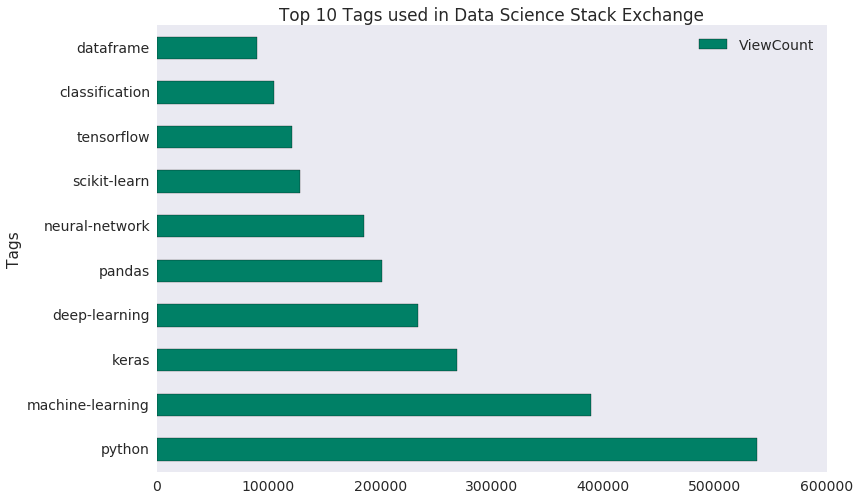 Top 10 Tags used in Data Science Stack Exchange
ViewCount
Tags
dataframe
classification
tensorflow
scikit-learn
neural-network
pandas
deep-learning
keras
machine-learning
python
0 100000 200000 300000 400000 500000 600000